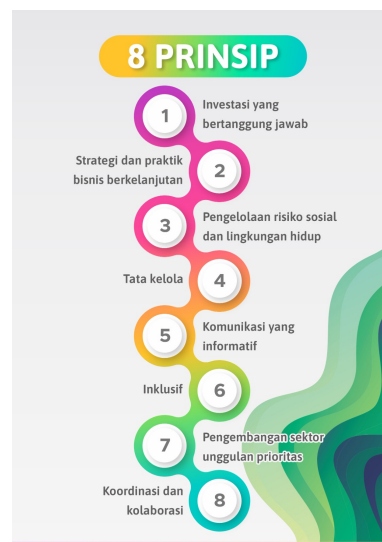 8 PRINSIP
1
Investasi yang
bertanggung jawab
Strategi dan praktik
bisnis berkelanjutan
2
3
Pengelolaan risiko sosial
dan lingkungan hidup
Tata kelola
4
5
Komunikasi yang
informatif
Inklusif
6
7
Pengembangan sektor
unggulan prioritas
Koordinasi dan
kolaborasi
8